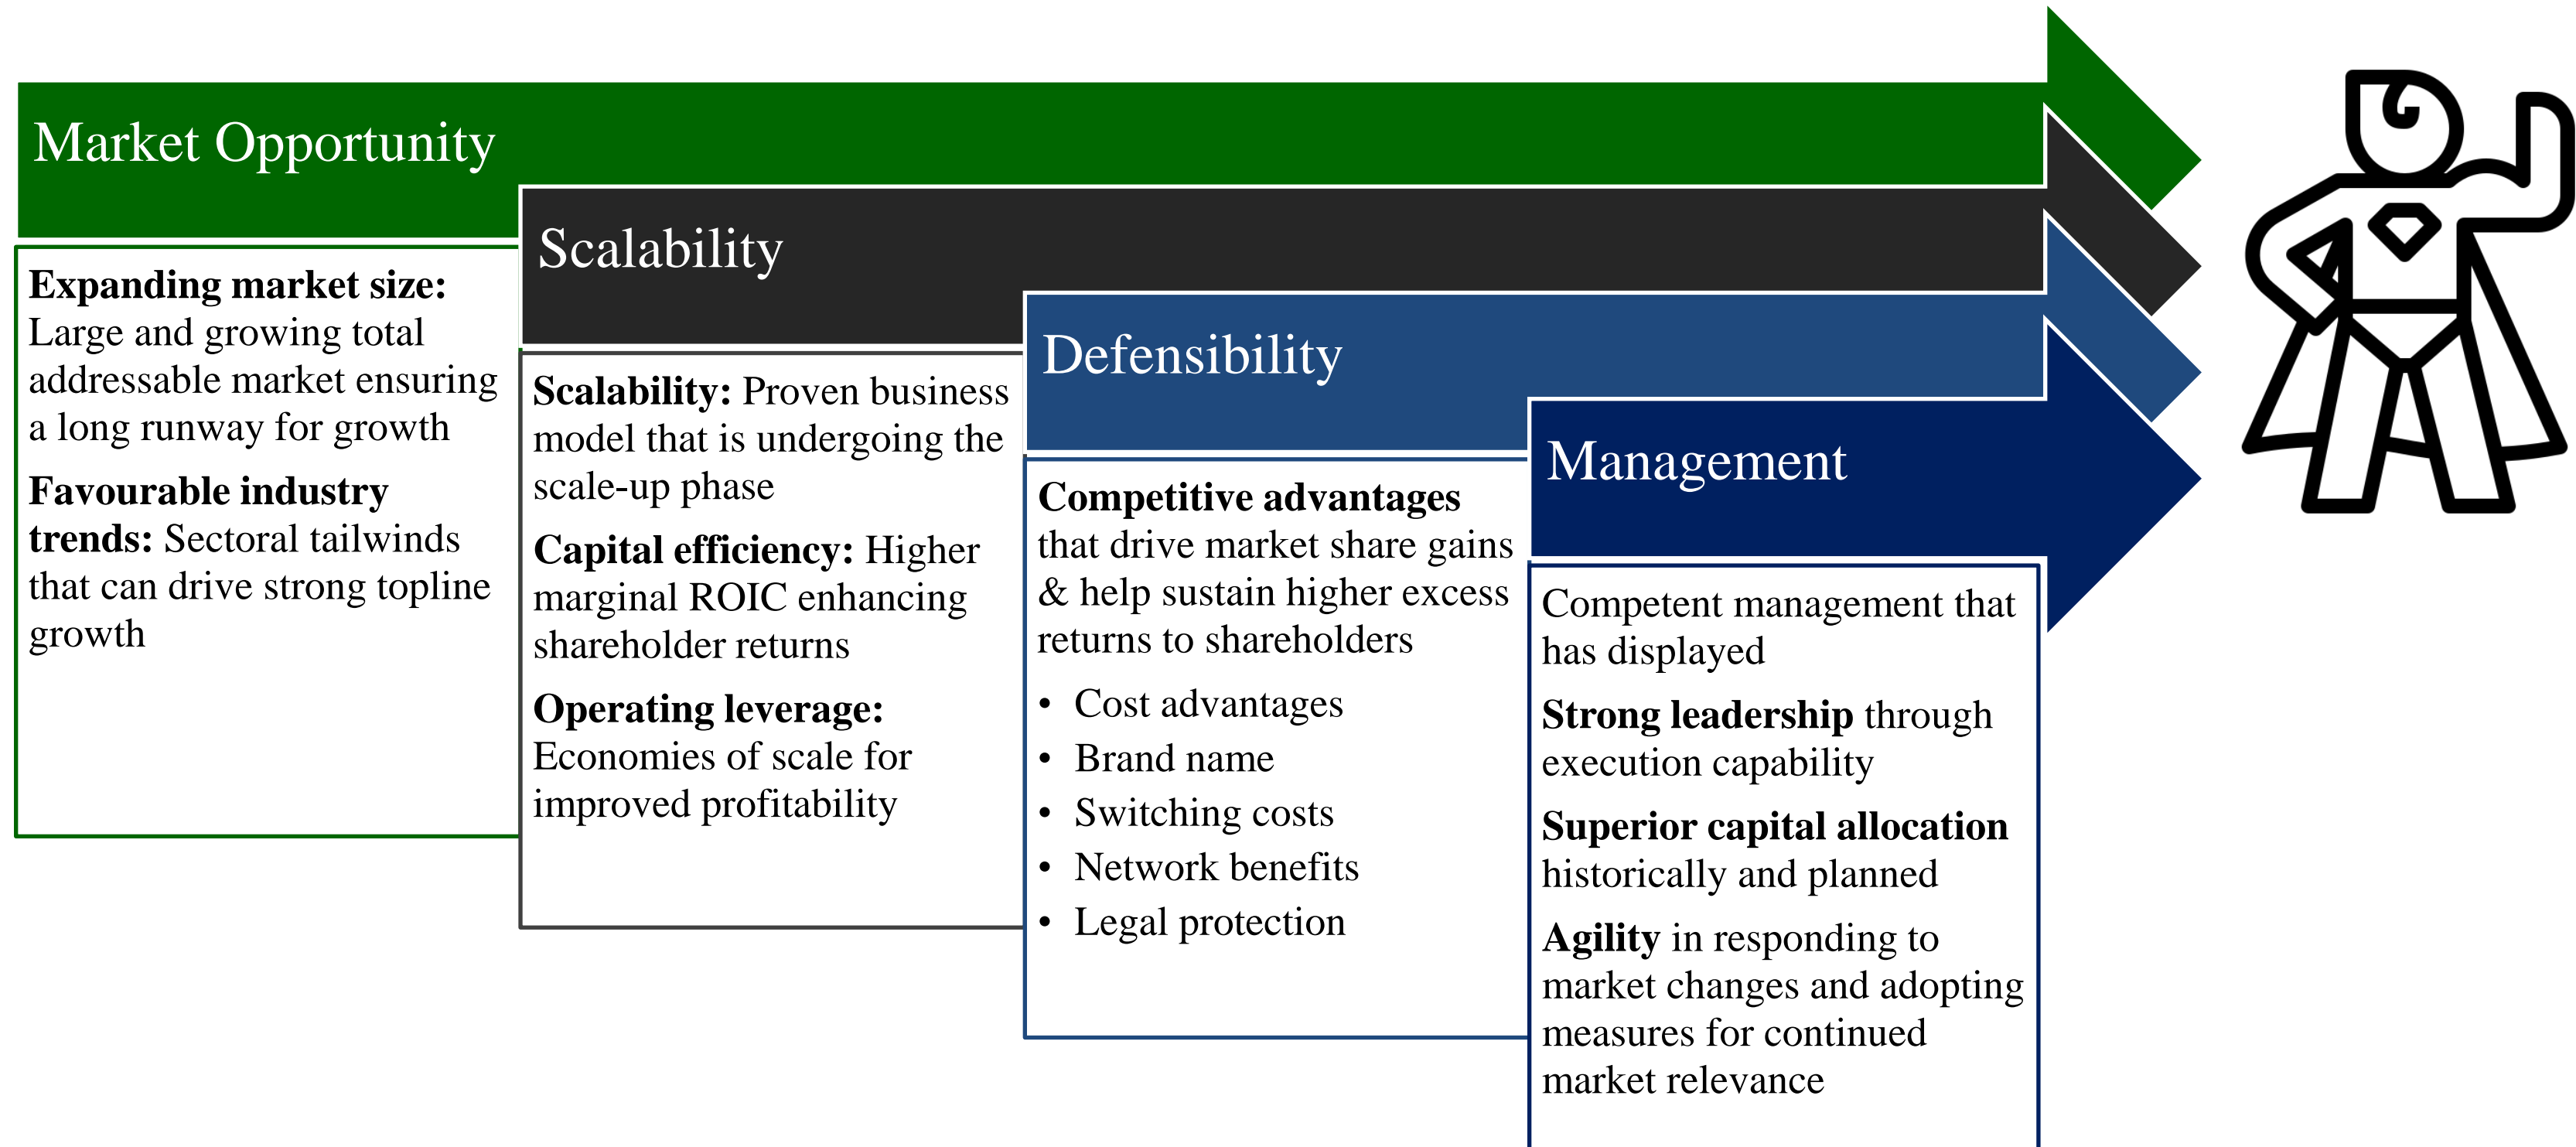 Market Opportunity
Expanding market size:
Large and growing total
addressable market ensuring
a long runway for growth
Favourable industry
trends: Sectoral tailwinds
that can drive strong topline
growth
Scalability
Scalability: Proven business
model that is undergoing the
scale-up phase
Capital efficiency: Higher
marginal ROIC enhancing
shareholder returns
Operating leverage:
Economies of scale for
improved profitability
Defensibility
Competitive advantages
that drive market share gains
& help sustain higher excess
returns to shareholders
• Cost advantages
• Brand name
• Switching costs
• Network benefits
• Legal protection
Management
Competent management that
has displayed
Strong leadership through
execution capability
Superior capital allocation
historically and planned
Agility in responding to
market changes and adopting
measures for continued
market relevance